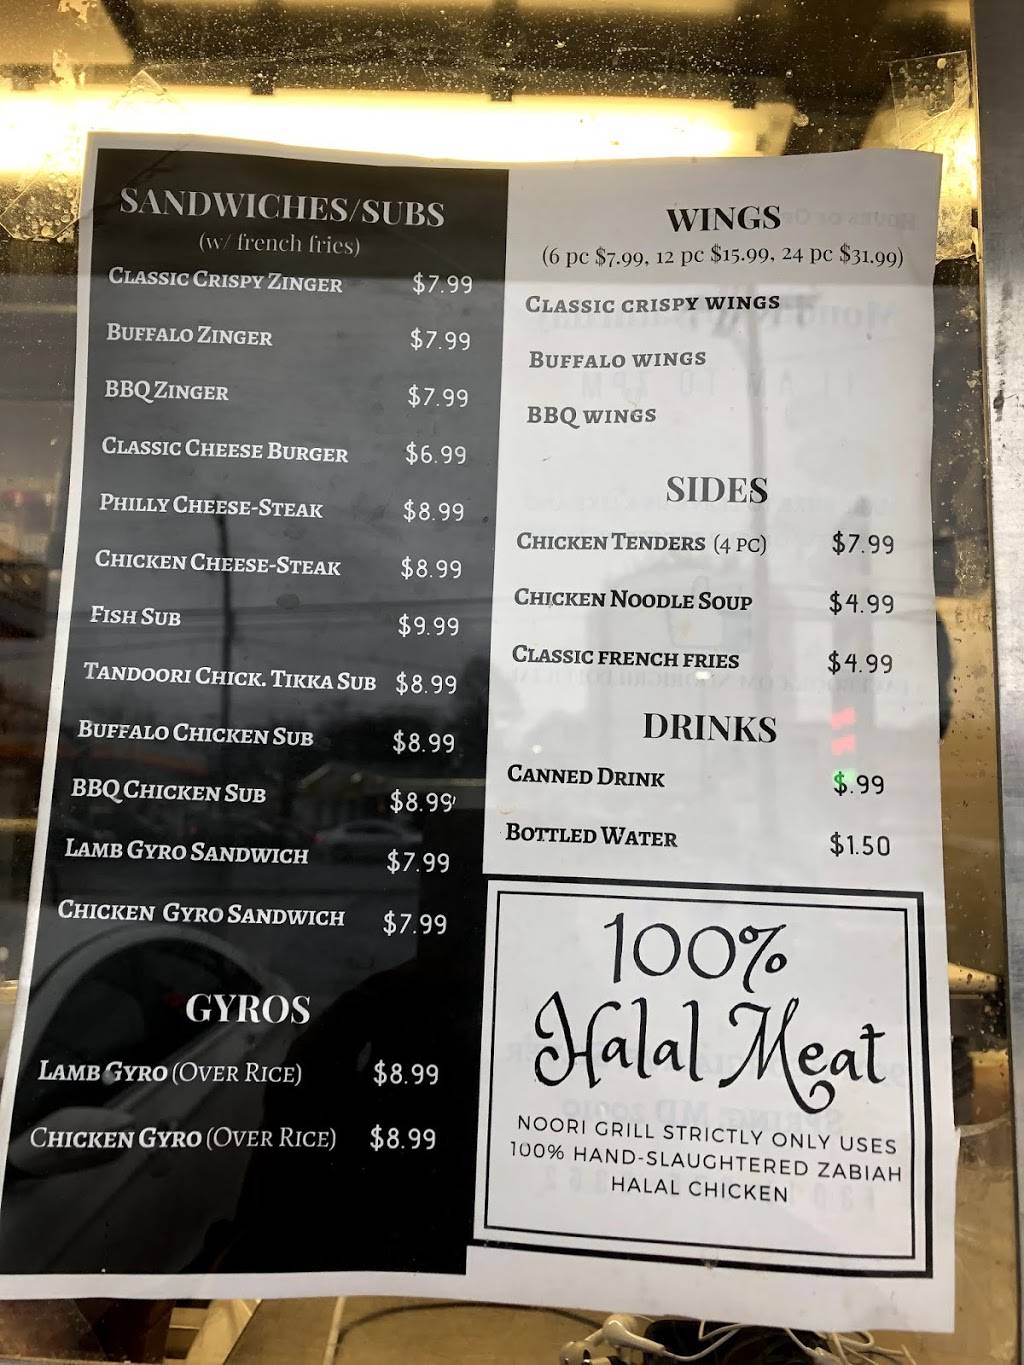 SANDWICHES/SUBS
(w/ french fries)
CLASSIC CRISPY ZINGER $7.99
BUFFALO ZINGER $7.99
BBQ ZINGER $7.99
CLASSIC CHEESE BURGER $6.99
PHILLY CHEESE-STEAK $8.99
CHICKEN CHEESE-STEAK $8.99
FISH SUB $9.99
TANDOORI CHICK. TIKKA SUB $8.99
BUFFALO CHICKEN SUB $8.99
BBQ CHICKEN SUB $8.99
LAMB GYRO SANDWICH $7.99
CHICKEN GYRO SANDWICH $7.99
GYROS
LAMB GYRO (OVER RICE) $8.99
CHICKEN GYRO (OVER RICE) $8.99
WINGS
(6 pc $7.99, 12 pc $15.99, 24 pc $31.99)
CLASSIC CRISPY WINGS
BUFFALO WINGS
BBQ WINGS
SIDES
CHICKEN TENDERS (4 PC) $7.99
CHICKEN NOODLE SOUP $4.99
CLASSIC FRENCH FRIES $4.99
DRINKS
CANNED DRINK $.99
BOTTLED WATER $1.50
100%
Halal Meat
NOORI GRILL STRICTLY ONLY USES
100% HAND-SLAUGHTERED ZABIAH
HALAL CHICKEN